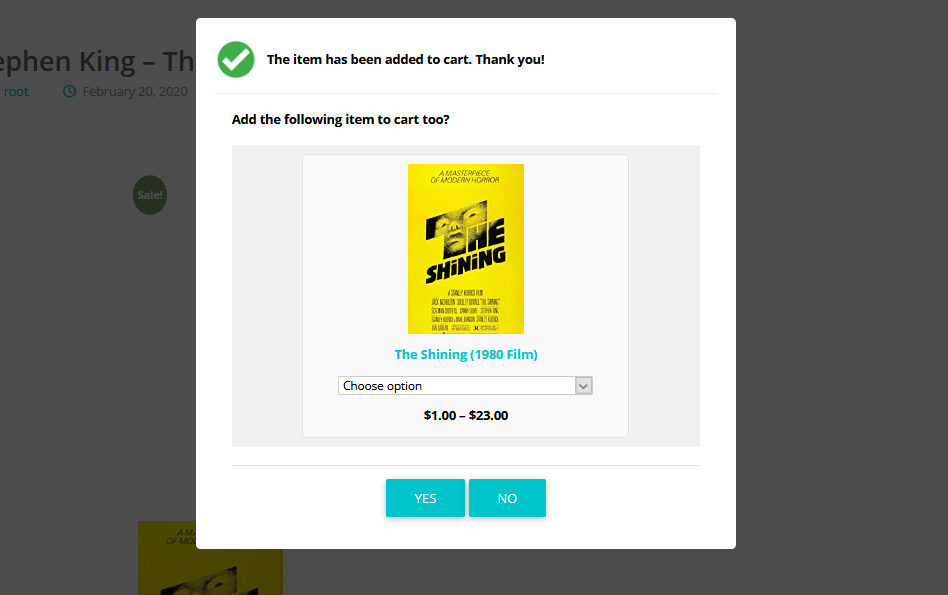 The item has been added to cart. Thank you!
Add the following item to cart too?
A MASTERPIECE
OF MODERN HORROR
THE
SHiNiNG
A STANLEY KUBRICK FILM
JACK NICHOLSON SHELLEY DUVALL "THE SHINING"
The Shining (1980 Film)
Choose option
$1.00 – $23.00
YES
NO
ephen King – Th
root
February 20, 2020
Sale!
A MA
OF MO